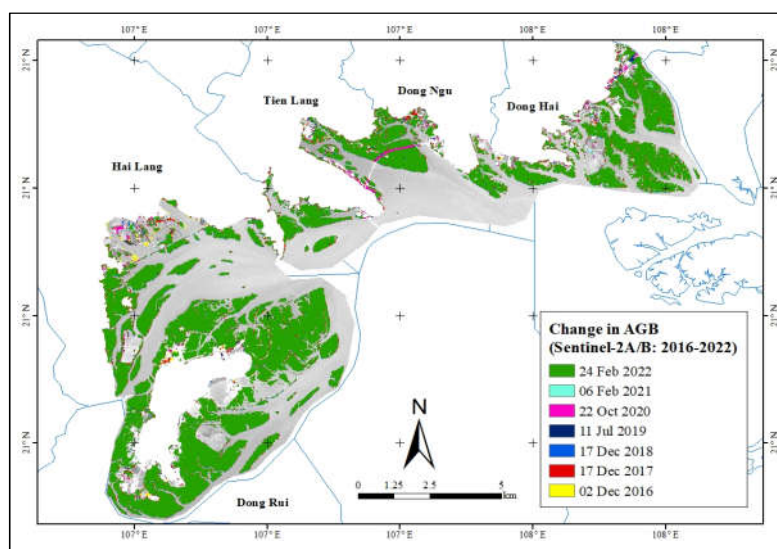 107°E 107°E 107°E 108°E 108°E
21°N 21°N
Dong Ngu
Tien Lang
Dong Hai
Hai Lang
21°N 21°N
21°N 21°N
Change in AGB
(Sentinel-2A/B: 2016-2022)
24 Feb 2022
06 Feb 2021
22 Oct 2020
11 Jul 2019
17 Dec 2018
17 Dec 2017
02 Dec 2016
N
21°N 21°N
0 1.25 2.5 5
km
Dong Rui
107°E 107°E 107°E 108°E 108°E